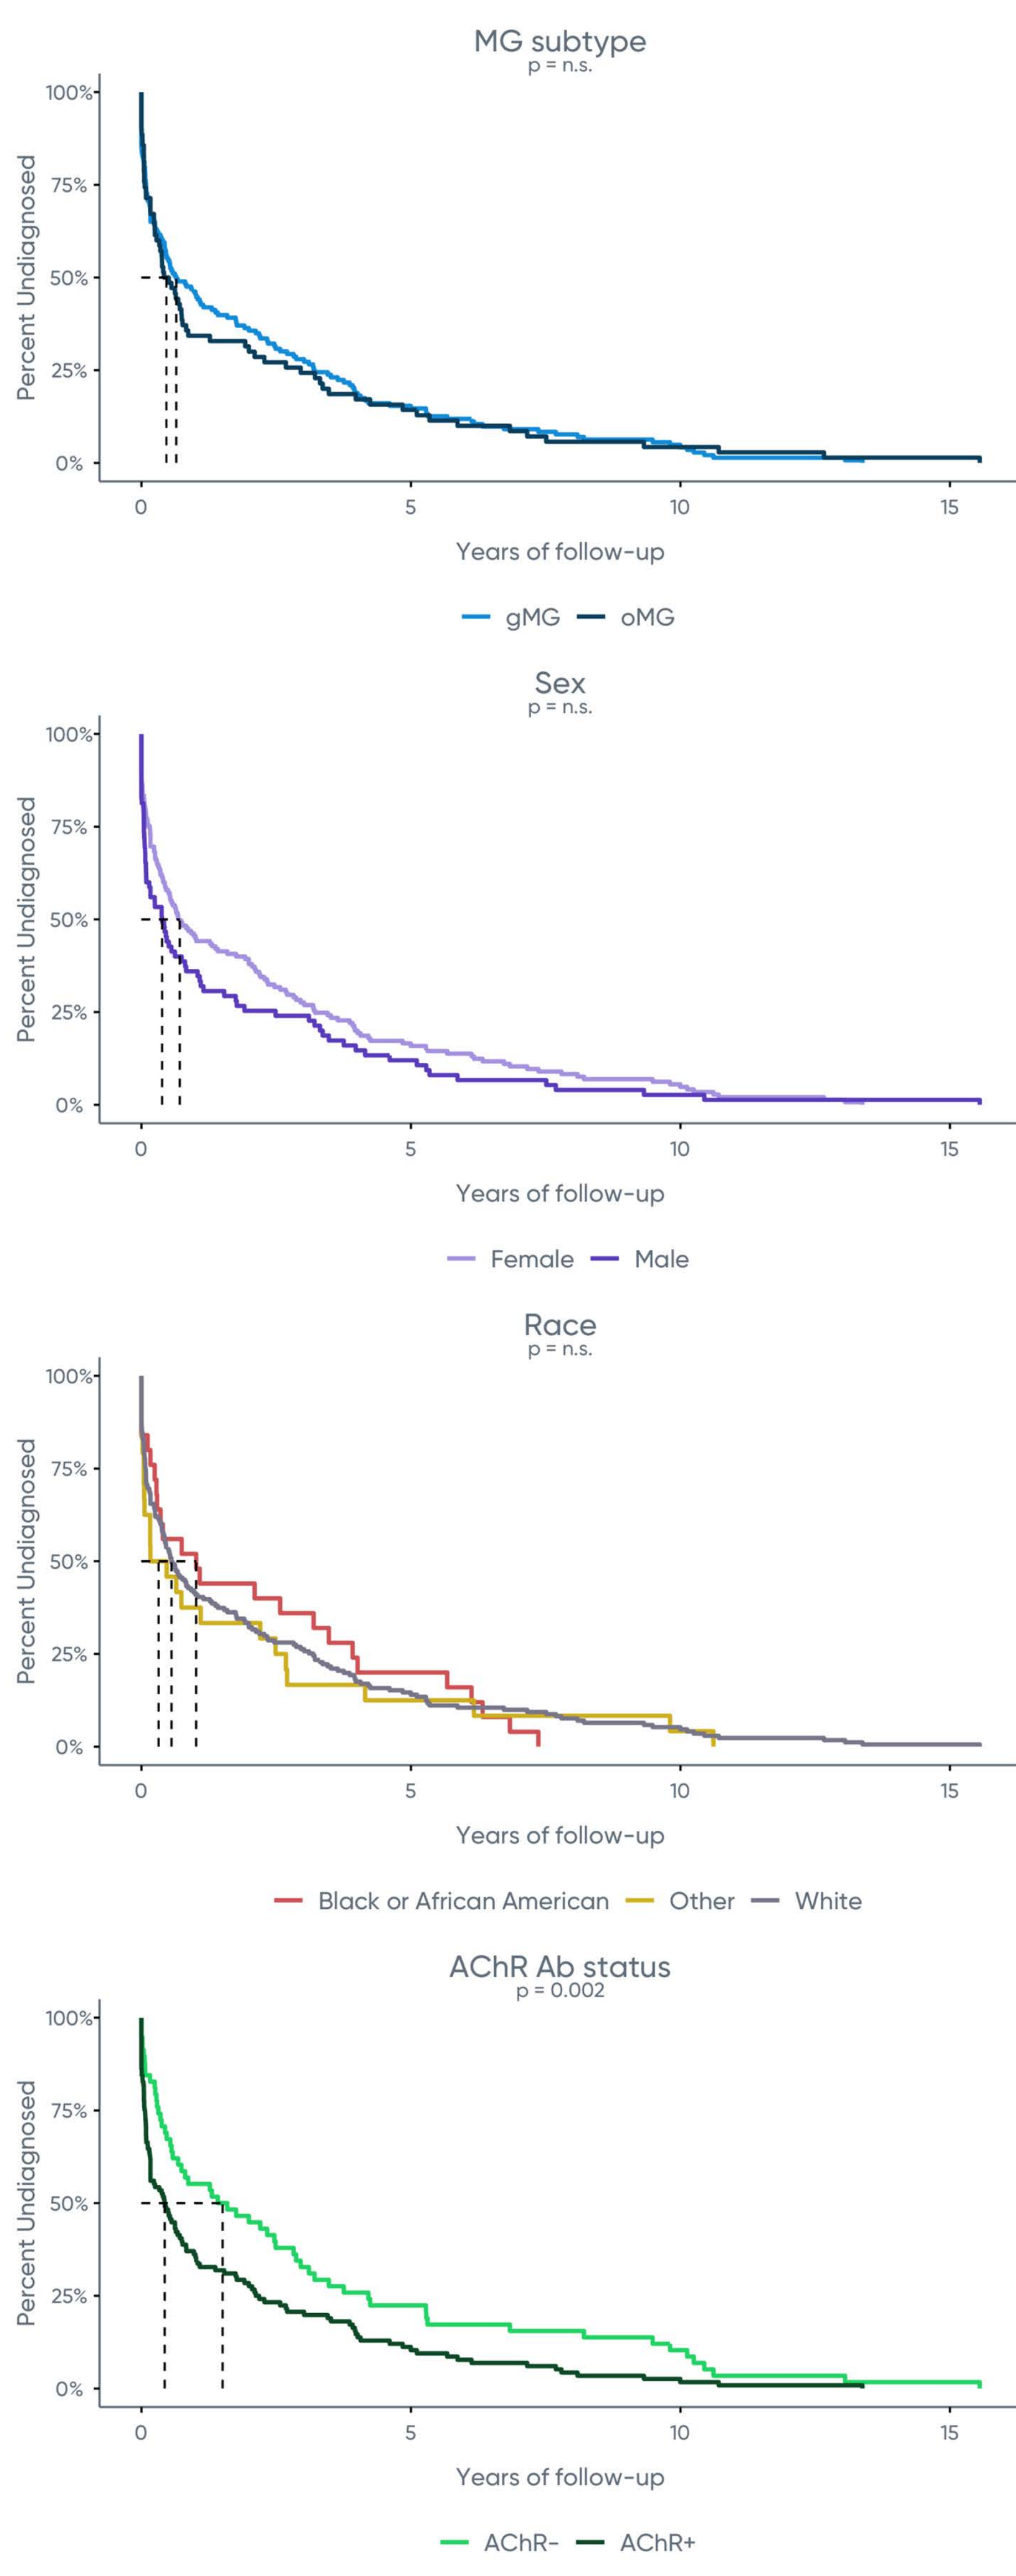 MG subtype
p = n.s.
Percent Undiagnosed
100%
75%
50%
25%
0%
0 5 10 15
Years of follow-up
gMG oMG
Sex
p = n.s.
Percent Undiagnosed
100%
75%
50%
25%
0%
0 5 10 15
Years of follow-up
Female Male
Race
p = n.s.
Percent Undiagnosed
100%
75%
50%
25%
0%
0 5 10 15
Years of follow-up
Black or African American Other White
AChR Ab status
p = 0.002
Percent Undiagnosed
100%
75%
50%
25%
0%
0 5 10 15
Years of follow-up
AChR- AChR+